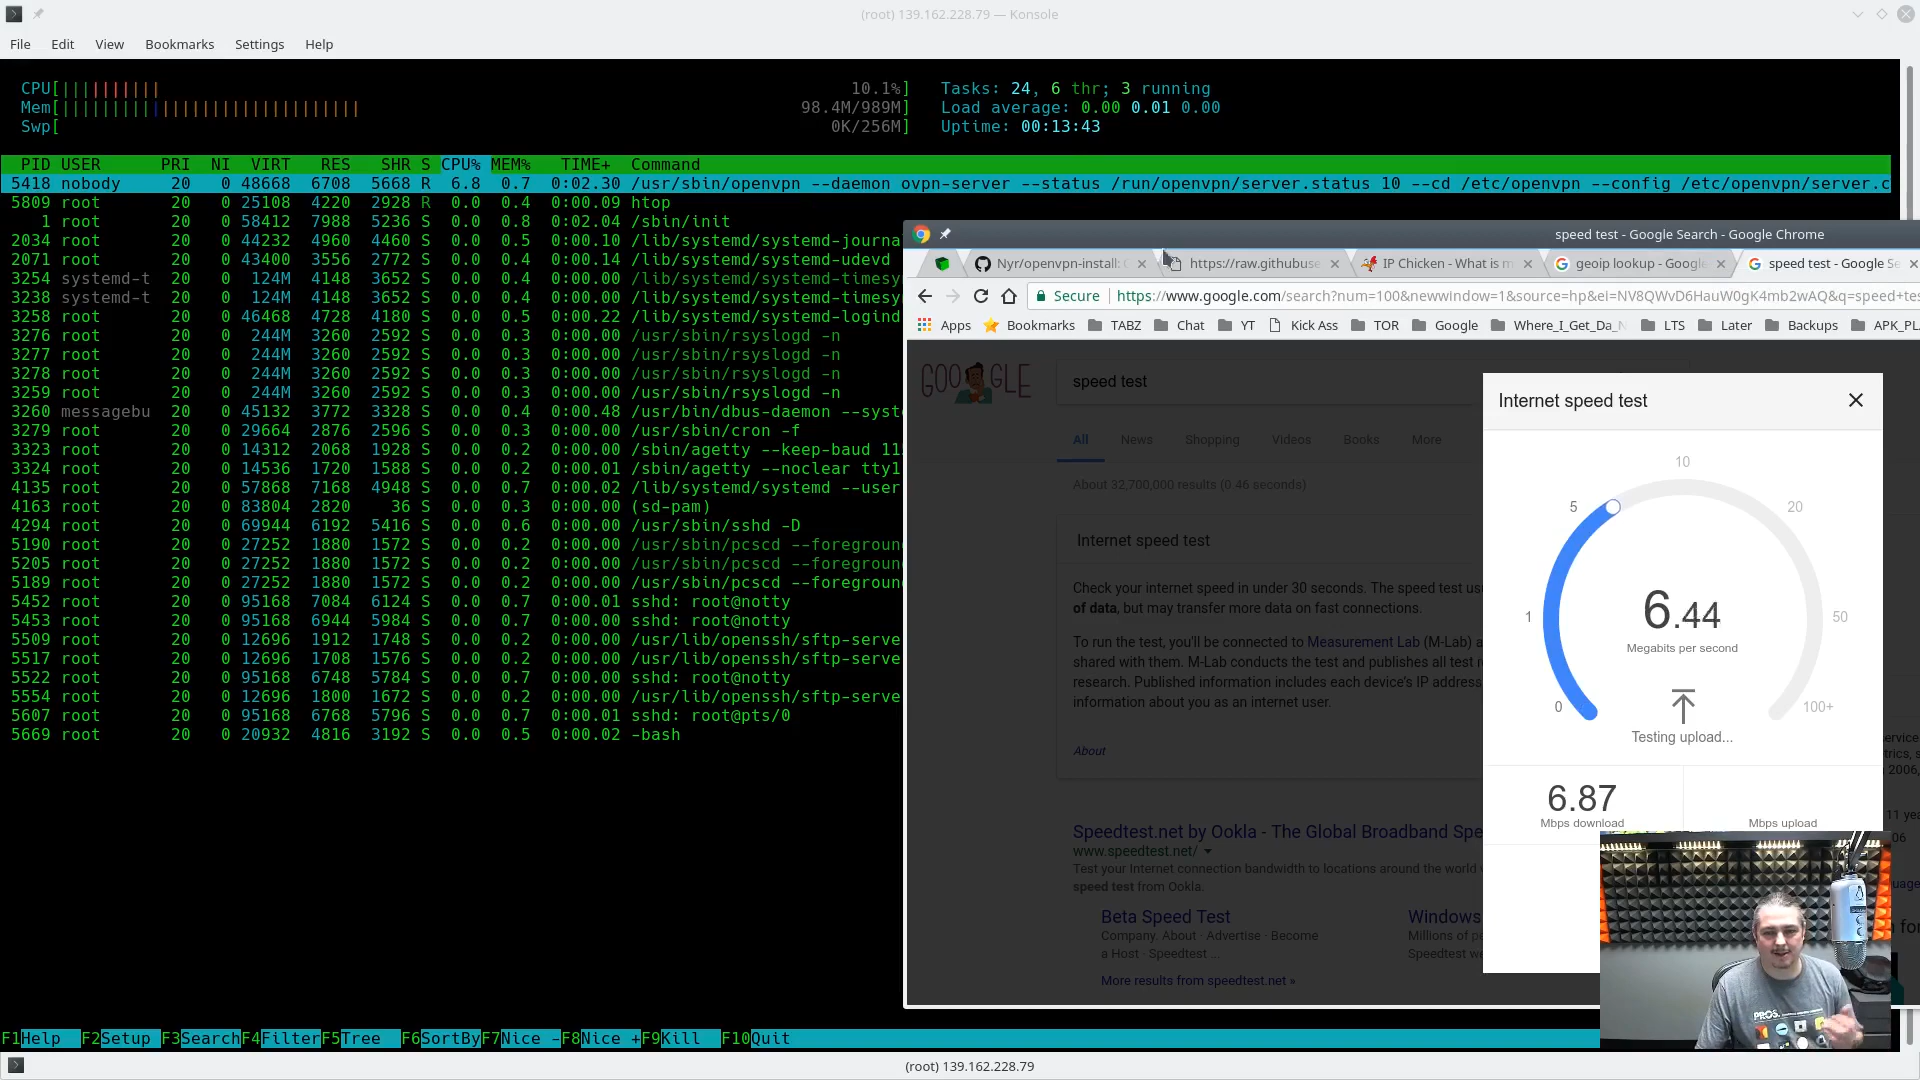 (root) 139.162.228.79 — Konsole
File Edit View Bookmarks Settings Help
CPU[||||||||||| 10.1%] Tasks: 24, 6 thr; 3 running
Mem[|||||||||||||||||||||||||||||| 98.4M/989M] Load average: 0.00 0.01 0.00
Swp[ 0K/256M] Uptime: 00:13:43
PID USER PRI NI VIRT RES SHR S CPU% MEM% TIME+ Command
5418 nobody 20 0 48668 6708 5668 R 6.8 0.7 0:02.30 /usr/sbin/openvpn --daemon ovpn-server --status /run/openvpn/server.status 10 --cd /etc/openvpn --config /etc/openvpn/server.c
5809 root 20 0 25108 4220 2928 R 0.0 0.4 0:00.09 htop
1 root 20 0 58412 7988 5236 S 0.0 0.8 0:02.04 /sbin/init
2034 root 20 0 44232 4960 4460 S 0.0 0.5 0:00.10 /lib/systemd/systemd-journa
2071 root 20 0 43400 3556 2772 S 0.0 0.4 0:00.14 /lib/systemd/systemd-udevd
3254 systemd-t 20 0 124M 4148 3652 S 0.0 0.4 0:00.00 /lib/systemd/systemd-timesy
3238 systemd-t 20 0 124M 4148 3652 S 0.0 0.4 0:00.00 /lib/systemd/systemd-timesy
3258 root 20 0 46468 4728 4180 S 0.0 0.5 0:00.22 /lib/systemd/systemd-logind
3276 root 20 0 244M 3260 2592 S 0.0 0.3 0:00.00 /usr/sbin/rsyslogd -n
3277 root 20 0 244M 3260 2592 S 0.0 0.3 0:00.00 /usr/sbin/rsyslogd -n
3278 root 20 0 244M 3260 2592 S 0.0 0.3 0:00.00 /usr/sbin/rsyslogd -n
3259 root 20 0 244M 3260 2592 S 0.0 0.3 0:00.00 /usr/sbin/rsyslogd -n
3260 messagebu 20 0 45132 3772 3328 S 0.0 0.4 0:00.48 /usr/bin/dbus-daemon --syst
3279 root 20 0 29664 2876 2596 S 0.0 0.3 0:00.00 /usr/sbin/cron -f
3323 root 20 0 14312 2068 1928 S 0.0 0.2 0:00.00 /sbin/agetty --keep-baud 11
3324 root 20 0 14536 1720 1588 S 0.0 0.2 0:00.01 /sbin/agetty --noclear tty1
4135 root 20 0 57868 7168 4948 S 0.0 0.7 0:00.02 /lib/systemd/systemd --user
4163 root 20 0 83804 2820 36 S 0.0 0.3 0:00.00 (sd-pam)
4294 root 20 0 69944 6192 5416 S 0.0 0.6 0:00.00 /usr/sbin/sshd -D
5190 root 20 0 27252 1880 1572 S 0.0 0.2 0:00.00 /usr/sbin/pcscd --foregroun
5205 root 20 0 27252 1880 1572 S 0.0 0.2 0:00.00 /usr/sbin/pcscd --foregroun
5189 root 20 0 27252 1880 1572 S 0.0 0.2 0:00.00 /usr/sbin/pcscd --foregroun
5452 root 20 0 95168 7084 6124 S 0.0 0.7 0:00.01 sshd: root@notty
5453 root 20 0 95168 6944 5984 S 0.0 0.7 0:00.00 sshd: root@notty
5509 root 20 0 12696 1912 1748 S 0.0 0.2 0:00.00 /usr/lib/openssh/sftp-serve
5517 root 20 0 12696 1708 1576 S 0.0 0.2 0:00.00 /usr/lib/openssh/sftp-serve
5522 root 20 0 95168 6748 5784 S 0.0 0.7 0:00.00 sshd: root@notty
5554 root 20 0 12696 1800 1672 S 0.0 0.2 0:00.00 /usr/lib/openssh/sftp-serve
5607 root 20 0 95168 6768 5796 S 0.0 0.7 0:00.01 sshd: root@pts/0
5669 root 20 0 20932 4816 3192 S 0.0 0.5 0:00.02 -bash
F1Help F2Setup F3SearchF4FilterF5Tree F6SortByF7Nice -F8Nice +F9Kill F10Quit
(root) 139.162.228.79
speed test - Google Search - Google Chrome
Nyr/openvpn-install: https://raw.githubuse IP Chicken - What is m geoip lookup - Google speed test - Google Se
Secure https://www.google.com/search?num=100&newwindow=1&source=hp&ei=NV8QWvD6HauW0gK4mb2wAQ&q=speed+tes
Apps Bookmarks TABZ Chat YT Kick Ass TOR Google Where_I_Get_Da_N LTS Later Backups APK_PL
GOOGLE
speed test
All News Shopping Videos Books More
About 32,700,000 results (0.46 seconds)
Internet speed test
Check your internet speed in under 30 seconds. The speed test us
of data, but may transfer more data on fast connections.
To run the test, you'll be connected to Measurement Lab (M-Lab) a
shared with them. M-Lab conducts the test and publishes all test r
research. Published information includes each device's IP address
information about you as an internet user.
About
Speedtest.net by Ookla - The Global Broadband Spe
www.speedtest.net/
Test your Internet connection bandwidth to locations around the world
speed test from Ookla.
Beta Speed Test
Company. About · Advertise · Become
a Host · Speedtest ...
Windows
Millions of pe
Speedtest we
More results from speedtest.net »
Internet speed test
10
5
20
1
50
0
100+
6.44
Megabits per second
Testing upload...
6.87
Mbps download
Mbps upload
PROS.